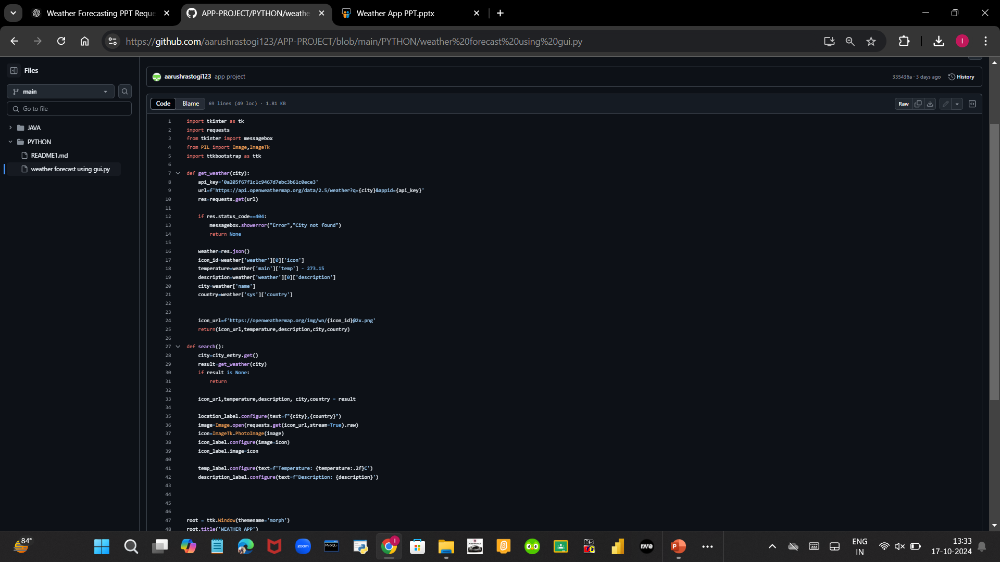 Weather Forecasting PPT Reque
APP-PROJECT/PYTHON/weathe
Weather App PPT.pptx
https://github.com/aarushrastogi123/APP-PROJECT/blob/main/PYTHON/weather%20forecast%20using%20gui.py
I
Files
main
Go to file
JAVA
PYTHON
README1.md
weather forecast using gui.py
aarushrastogi123 app project
335436a · 3 days ago
History
Code
Blame
69 lines (49 loc) · 1.81 KB
Raw
1 import tkinter as tk
2 import requests
3 from tkinter import messagebox
4 from PIL import Image,ImageTk
5 import ttkbootstrap as ttk
6
7 def get_weather(city):
8 api_key='0a205f67f1c1c9467d7ebc3b61c0ece3'
9 url=f'https://api.openweathermap.org/data/2.5/weather?q={city}&appid={api_key}'
10 res=requests.get(url)
11
12 if res.status_code==404:
13 messagebox.showerror("Error","City not found")
14 return None
15
16 weather=res.json()
17 icon_id=weather['weather'][0]['icon']
18 temperature=weather['main']['temp'] - 273.15
19 description=weather['weather'][0]['description']
20 city=weather['name']
21 country=weather['sys']['country']
22
23
24 icon_url=f'https://openweathermap.org/img/wn/{icon_id}@2x.png'
25 return(icon_url,temperature,description,city,country)
26
27 def search():
28 city=city_entry.get()
29 result=get_weather(city)
30 if result is None:
31 return
32
33 icon_url,temperature,description, city,country = result
34
35 location_label.configure(text=f"{city},{country}")
36 image=Image.open(requests.get(icon_url,stream=True).raw)
37 icon=ImageTk.PhotoImage(image)
38 icon_label.configure(image=icon)
39 icon_label.image=icon
40
41 temp_label.configure(text=f'Temperature: {temperature:.2f}C')
42 description_label.configure(text=f'Description: {description}')
43
44
45
46
47 root = ttk.Window(themename='morph')
48 root.title('WEATHER APP')
84°
zoom
MySQL
rave
P
ENG
IN
13:33
17-10-2024